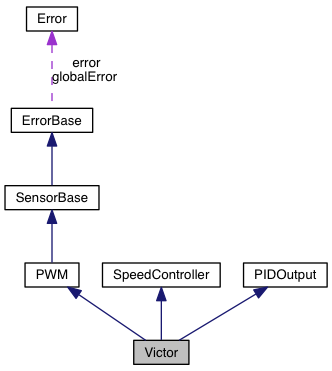 Error
error
globalError
ErrorBase
SensorBase
PWM
SpeedController
PIDOutput
Victor